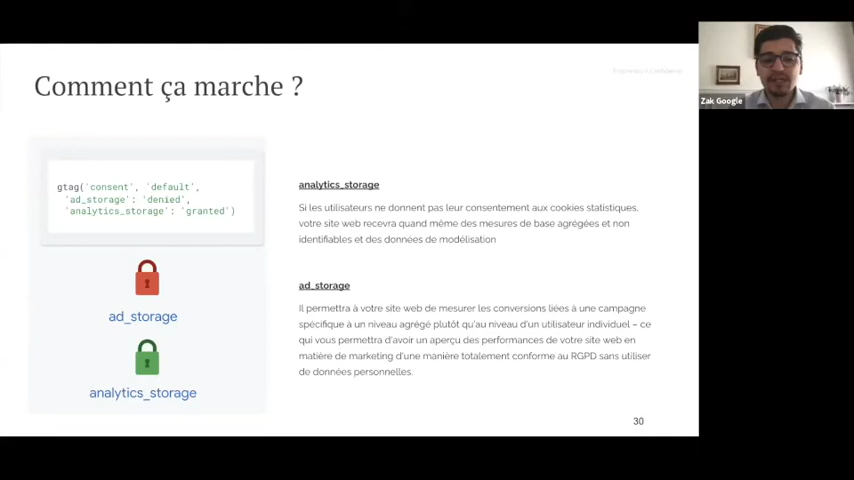 Comment ça marche ?
Proprietary + Confidential
Zak Google
gtag('consent', 'default',
'ad_storage': 'denied',
'analytics_storage': 'granted')
ad_storage
analytics_storage
analytics_storage
Si les utilisateurs ne donnent pas leur consentement aux cookies statistiques,
votre site web recevra quand même des mesures de base agrégées et non
identifiables et des données de modélisation
ad_storage
Il permettra à votre site web de mesurer les conversions liées à une campagne
spécifique à un niveau agrégé plutôt qu'au niveau d'un utilisateur individuel – ce
qui vous permettra d'avoir un aperçu des performances de votre site web en
matière de marketing d'une manière totalement conforme au RGPD sans utiliser
de données personnelles.
30